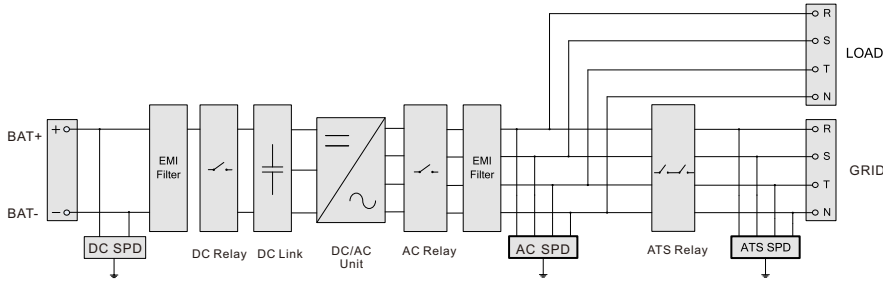 R
S
T
N
LOAD
BAT+
+
BAT-
−
DC SPD
EMI
Filter
DC Relay
DC Link
DC/AC
Unit
AC Relay
EMI
Filter
AC SPD
ATS Relay
ATS SPD
R
S
T
N
GRID